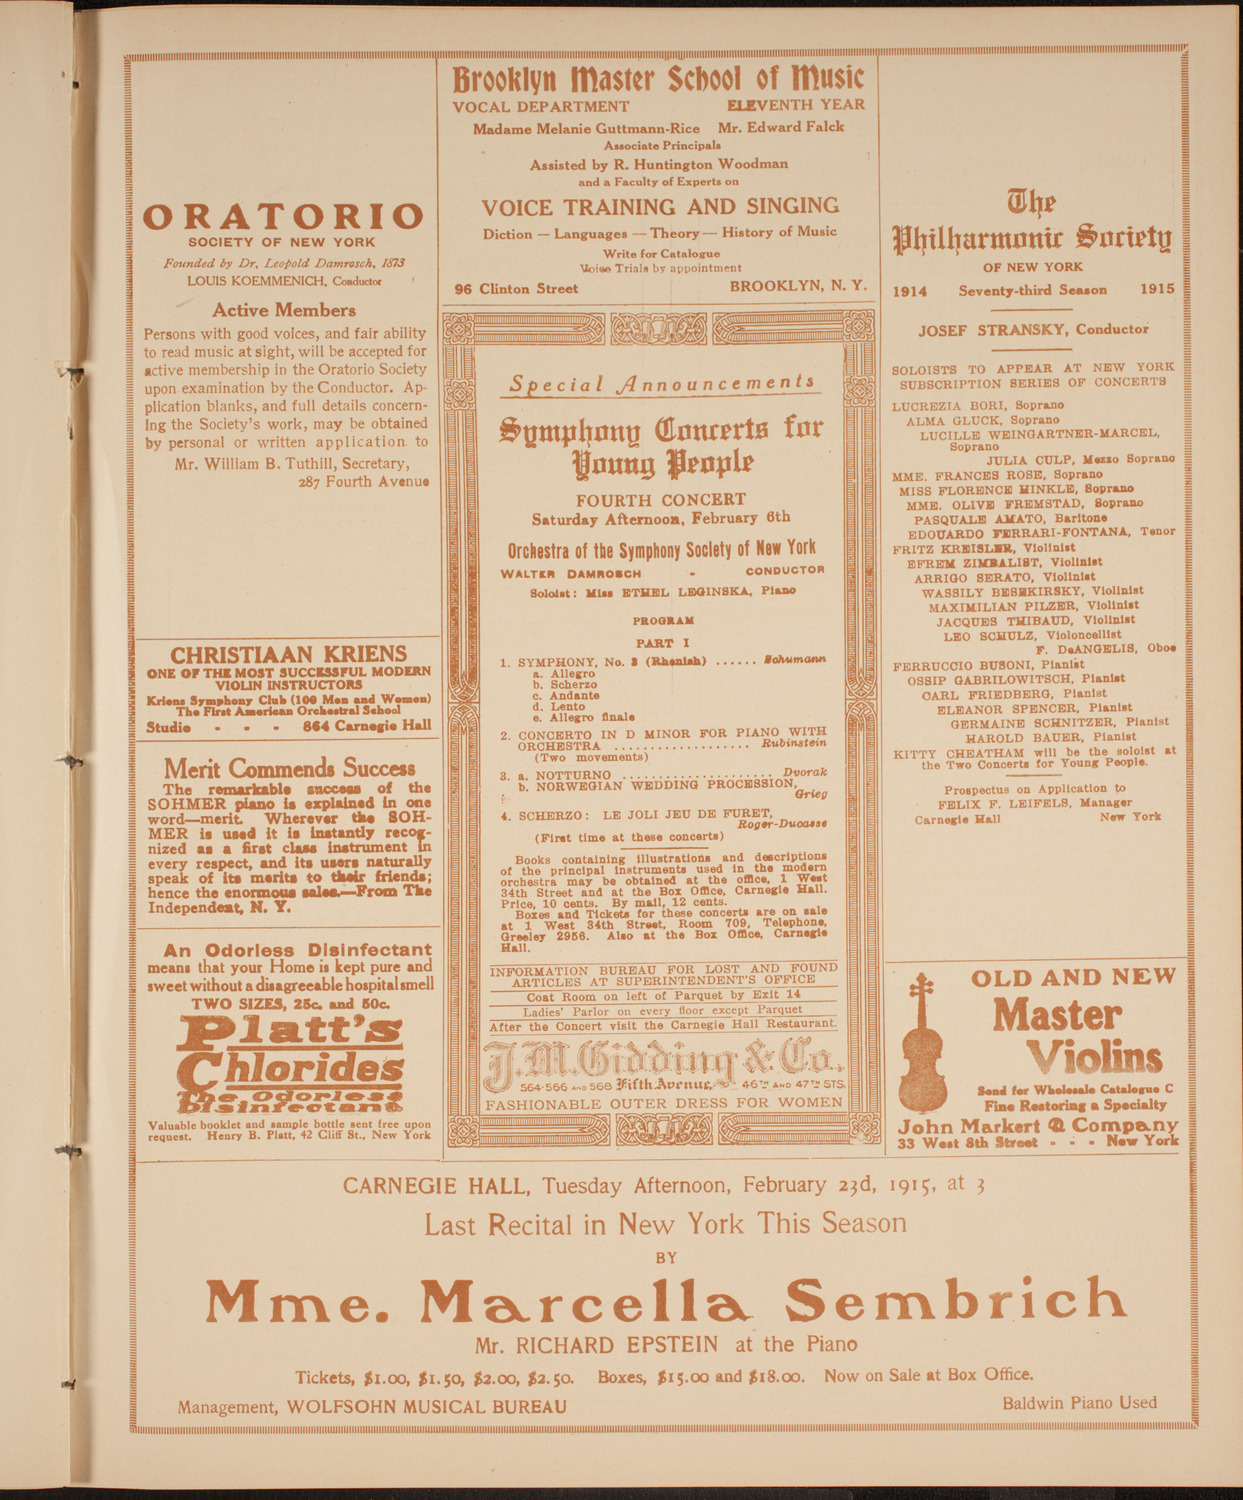 ORATORIO
SOCIETY OF NEW YORK
Founded by Dr. Leopold Damrosch, 1873
LOUIS KOEMMENICH, Conductor
Active Members
Persons with good voices, and fair ability
to read music at sight, will be accepted for
active membership in the Oratorio Society
upon examination by the Conductor. Ap-
plication blanks, and full details concern-
ing the Society's work, may be obtained
by personal or written application to
Mr. William B. Tuthill, Secretary,
287 Fourth Avenue
CHRISTIAAN KRIENS
ONE OF THE MOST SUCCESSFUL MODERN
VIOLIN INSTRUCTORS
Kriens Symphony Club (100 Men and Women)
The First American Orchestral School
Studio - - - 864 Carnegie Hall
Merit Commends Success
The remarkable success of the
SOHMER piano is explained in one
word—merit. Wherever the SOH-
MER is used it is instantly recog-
nized as a first class instrument in
every respect, and its users naturally
speak of its merits to their friends;
hence the enormous sales.—From The
Independent, N. Y.
An Odorless Disinfectant
means that your Home is kept pure and
sweet without a disagreeable hospital smell
TWO SIZES, 25c. and 50c.
Platt's
Chlorides
The Odorless
Disinfectant
Valuable booklet and sample bottle sent free upon
request. Henry B. Platt, 42 Cliff St., New York
Brooklyn Master School of Music
VOCAL DEPARTMENT ELEVENTH YEAR
Madame Melanie Guttmann-Rice Mr. Edward Falck
Associate Principals
Assisted by R. Huntington Woodman
and a Faculty of Experts on
VOICE TRAINING AND SINGING
Diction — Languages — Theory — History of Music
Write for Catalogue
Voice Trials by appointment
96 Clinton Street BROOKLYN, N. Y.
Special Announcements
Symphony Concerts for
Young People
FOURTH CONCERT
Saturday Afternoon, February 6th
Orchestra of the Symphony Society of New York
WALTER DAMROSCH - CONDUCTOR
Soloist: Miss ETHEL LEGINSKA, Piano
PROGRAM
PART I
1. SYMPHONY, No. 3 (Rhenish) ...... Schumann
a. Allegro
b. Scherzo
c. Andante
d. Lento
e. Allegro finale
2. CONCERTO IN D MINOR FOR PIANO WITH
ORCHESTRA .................. Rubinstein
(Two movements)
3. a. NOTTURNO .................... Dvorak
b. NORWEGIAN WEDDING PROCESSION,
Grieg
4. SCHERZO: LE JOLI JEU DE FURET,
Roger-Ducasse
(First time at these concerts)
Books containing illustrations and descriptions
of the principal instruments used in the modern
orchestra may be obtained at the office, 1 West
34th Street and at the Box Office, Carnegie Hall.
Price, 10 cents. By mail, 12 cents.
Boxes and Tickets for these concerts are on sale
at 1 West 34th Street, Room 709, Telephone,
Greeley 2956. Also at the Box Office, Carnegie
Hall.
INFORMATION BUREAU FOR LOST AND FOUND
ARTICLES AT SUPERINTENDENT'S OFFICE
Coat Room on left of Parquet by Exit 14
Ladies' Parlor on every floor except Parquet
After the Concert visit the Carnegie Hall Restaurant.
J.M. Gidding & Co.
564-566 AND 568 Fifth Avenue, 46TH AND 47TH STS.
FASHIONABLE OUTER DRESS FOR WOMEN
The
Philharmonic Society
OF NEW YORK
1914 Seventy-third Season 1915
JOSEF STRANSKY, Conductor
SOLOISTS TO APPEAR AT NEW YORK
SUBSCRIPTION SERIES OF CONCERTS
LUCREZIA BORI, Soprano
ALMA GLUCK, Soprano
LUCILLE WEINGARTNER-MARCEL,
Soprano
JULIA CULP, Mezzo Soprano
MME. FRANCES ROSE, Soprano
MISS FLORENCE HINKLE, Soprano
MME. OLIVE FREMSTAD, Soprano
PASQUALE AMATO, Baritone
EDOUARDO FERRARI-FONTANA, Tenor
FRITZ KREISLER, Violinist
EFREM ZIMBALIST, Violinist
ARRIGO SERATO, Violinist
WASSILY BESEKIRSKY, Violinist
MAXIMILIAN PILZER, Violinist
JACQUES THIBAUD, Violinist
LEO SCHULZ, Violoncellist
F. DeANGELIS, Oboe
FERRUCCIO BUSONI, Pianist
OSSIP GABRILOWITSCH, Pianist
CARL FRIEDBERG, Pianist
ELEANOR SPENCER, Pianist
GERMAINE SCHNITZER, Pianist
HAROLD BAUER, Pianist
KITTY CHEATHAM will be the soloist at
the Two Concerts for Young People.
Prospectus on Application to
FELIX F. LEIFELS, Manager
Carnegie Hall New York
OLD AND NEW
Master
Violins
Send for Wholesale Catalogue C
Fine Restoring a Specialty
John Markert & Company
33 West 8th Street - - - New York
CARNEGIE HALL, Tuesday Afternoon, February 23d, 1915, at 3
Last Recital in New York This Season
BY
Mme. Marcella Sembrich
Mr. RICHARD EPSTEIN at the Piano
Tickets, $1.00, $1.50, $2.00, $2.50. Boxes, $15.00 and $18.00. Now on Sale at Box Office.
Management, WOLFSOHN MUSICAL BUREAU Baldwin Piano Used